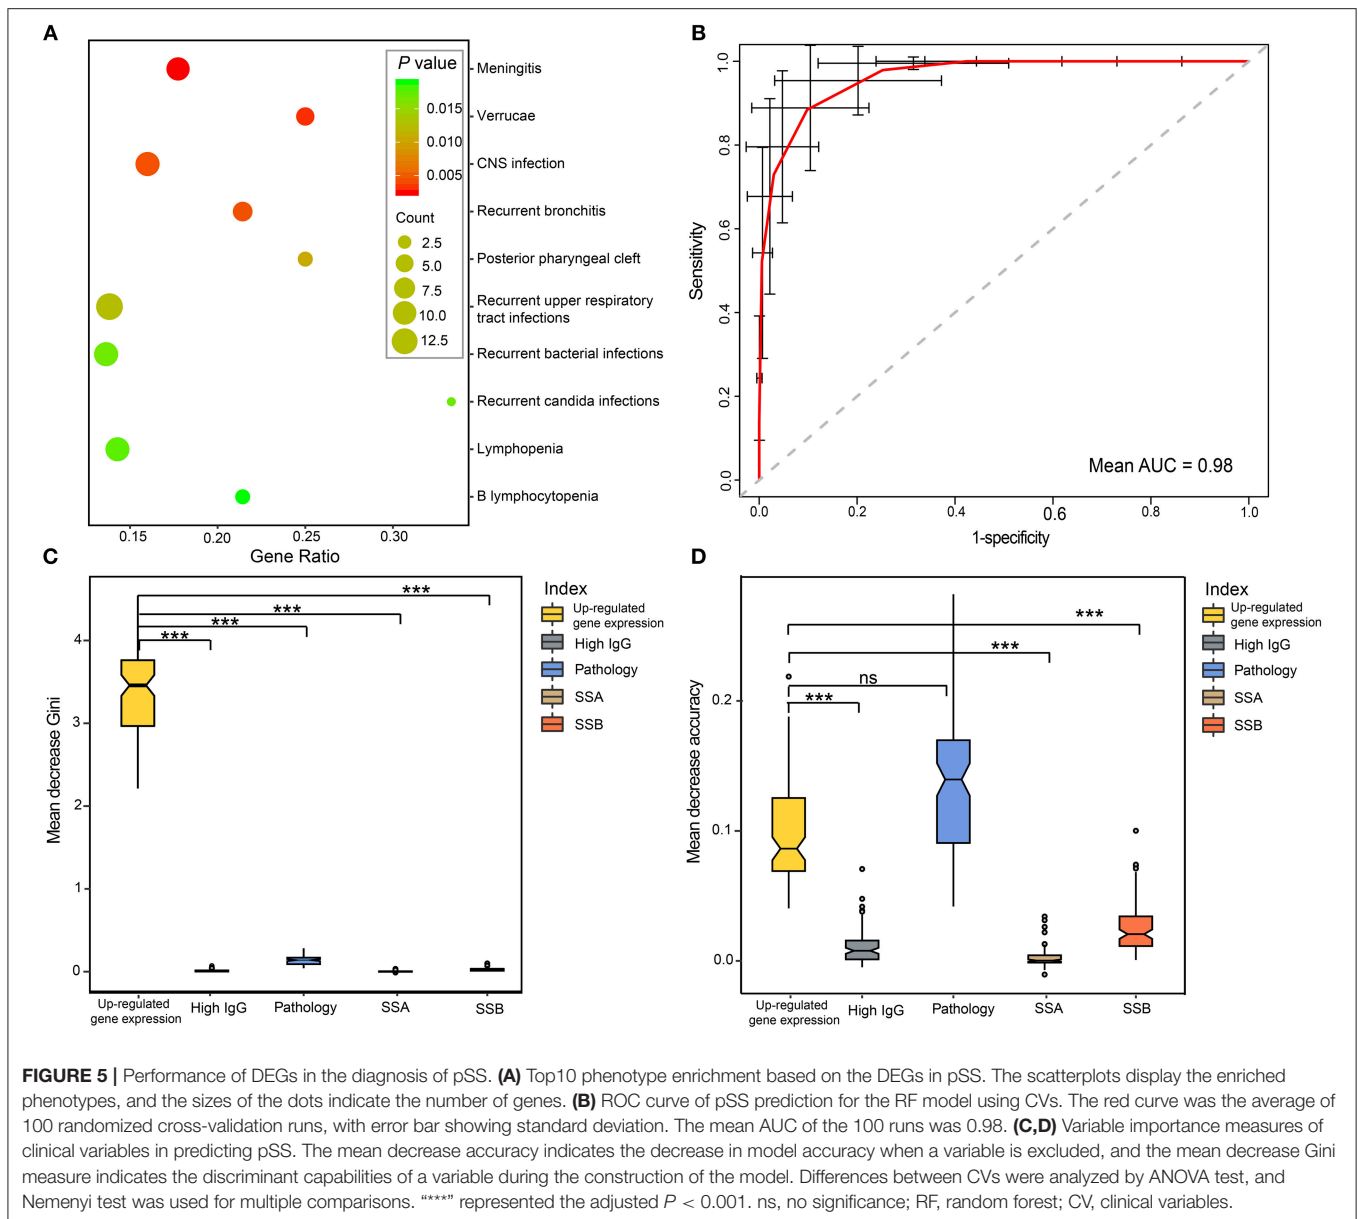 A
P value
0.015
0.010
0.005
Count
2.5
5.0
7.5
10.0
12.5
Meningitis
Verrucae
CNS infection
Recurrent bronchitis
Posterior pharyngeal cleft
Recurrent upper respiratory
tract infections
Recurrent bacterial infections
Recurrent candida infections
Lymphopenia
B lymphocytopenia
0.15
0.20
0.25
0.30
Gene Ratio
B
Sensitivity
1.0
0.8
0.6
0.4
0.2
0.0
Mean AUC = 0.98
0.0
0.2
0.4
0.6
0.8
1.0
1-specificity
C
Mean decrease Gini
4
3
2
1
0
***
***
***
***
Up-regulated
gene expression
High IgG
Pathology
SSA
SSB
Index
Up-regulated
gene expression
High IgG
Pathology
SSA
SSB
D
Mean decrease accuracy
0.2
0.1
0.0
***
***
ns
***
Up-regulated
gene expression
High IgG
Pathology
SSA
SSB
Index
Up-regulated
gene expression
High IgG
Pathology
SSA
SSB
FIGURE 5 | Performance of DEGs in the diagnosis of pSS. (A) Top10 phenotype enrichment based on the DEGs in pSS. The scatterplots display the enriched
phenotypes, and the sizes of the dots indicate the number of genes. (B) ROC curve of pSS prediction for the RF model using CVs. The red curve was the average of
100 randomized cross-validation runs, with error bar showing standard deviation. The mean AUC of the 100 runs was 0.98. (C,D) Variable importance measures of
clinical variables in predicting pSS. The mean decrease accuracy indicates the decrease in model accuracy when a variable is excluded, and the mean decrease Gini
measure indicates the discriminant capabilities of a variable during the construction of the model. Differences between CVs were analyzed by ANOVA test, and
Nemenyi test was used for multiple comparisons. “***” represented the adjusted P < 0.001. ns, no significance; RF, random forest; CV, clinical variables.